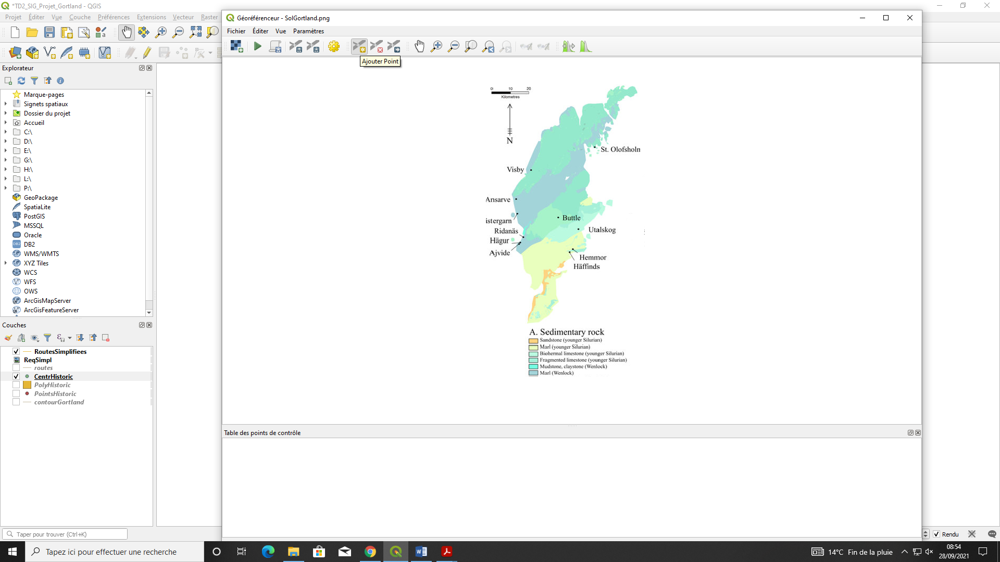 *TD2_SIG_Projet_Gortland - QGIS
Projet Éditer Vue Couche Préférences Extensions Vecteur Raster
Géoréférenceur - SolGortland.png
Fichier Éditer Vue Paramètres
Ajouter Point
Explorateur
Marque-pages
Signets spatiaux
Dossier du projet
Accueil
C:\
D:\
E:\
G:\
H:\
L:\
P:\
GeoPackage
SpatiaLite
PostGIS
MSSQL
Oracle
DB2
WMS/WMTS
XYZ Tiles
WCS
WFS
OWS
ArcGisMapServer
ArcGisFeatureServer
Couches
RoutesSimplifiees
ReqSimpl
routes
CentrHistoric
PolyHistoric
PointsHistoric
contourGortland
Taper pour trouver (Ctrl+K)
0 10 20
Kilometres
N
St. Olofsholn
Visby
Ansarve
istergarn
Buttle
Ridanäs
Utalskog
Hägur
Ajvide
Hemmor
Häffinds
A. Sedimentary rock
Sandstone (younger Silurian)
Marl (younger Silurian)
Biohermal limestone (younger Silurian)
Fragmented limestone (younger Silurian)
Mudstone, claystone (Wenlock)
Marl (Wenlock)
Table des points de contrôle
Rendu
Tapez ici pour effectuer une recherche
14°C Fin de la pluie
08:54
28/09/2021